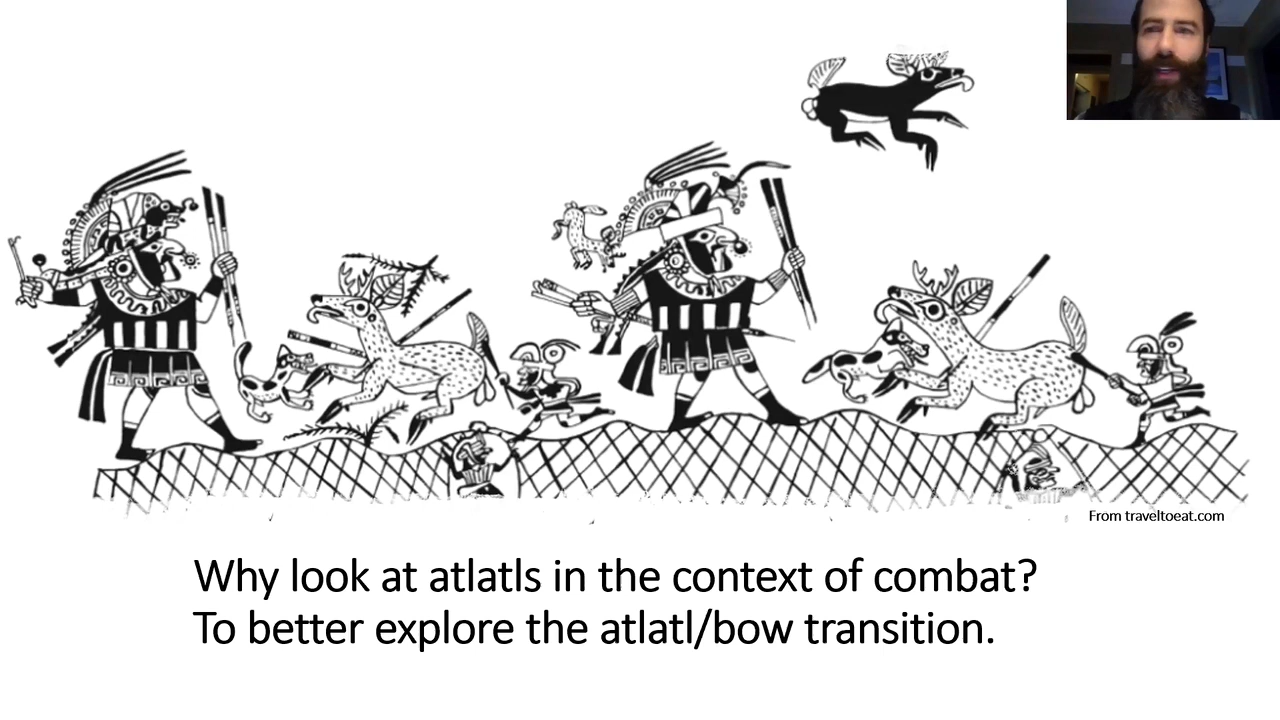 From traveltoeat.com
Why look at atlatls in the context of combat?
To better explore the atlatl/bow transition.